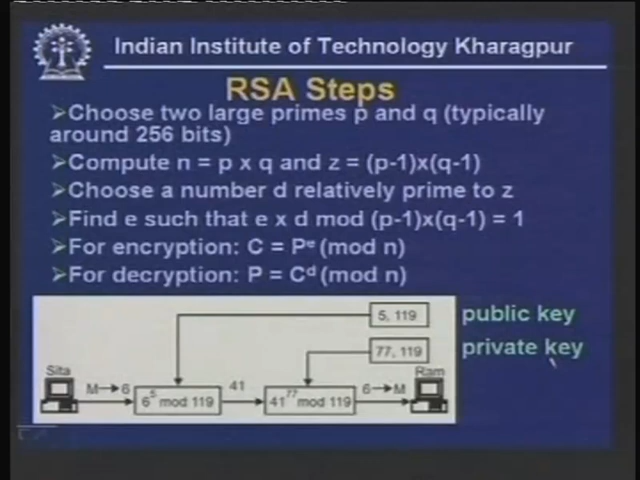 Indian Institute of Technology Kharagpur
RSA Steps
➢Choose two large primes p and q (typically
around 256 bits)
➢Compute n = p x q and z = (p-1)x(q-1)
➢Choose a number d relatively prime to z
➢Find e such that e x d mod (p-1)x(q-1) = 1
➢For encryption: C = Pᵉ (mod n)
➢For decryption: P = Cᵈ (mod n)
5, 119 public key
77, 119 private key
Sita Ram
M→6 6⁵ mod 119 41 41⁷⁷ mod 119 6→M